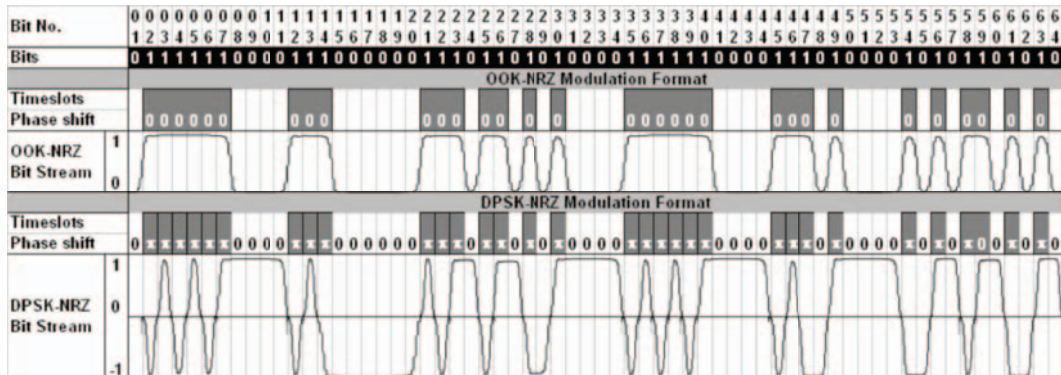 Bit No.
0 0 0 0 0 0 0 0 0 1 1 1 1 1 1 1 1 1 1 2 2 2 2 2 2 2 2 2 2 3 3 3 3 3 3 3 3 3 3 4 4 4 4 4 4 4 4 4 4 5 5 5 5 5 5 5 5 5 5 6 6 6 6 6
1 2 3 4 5 6 7 8 9 0 1 2 3 4 5 6 7 8 9 0 1 2 3 4 5 6 7 8 9 0 1 2 3 4 5 6 7 8 9 0 1 2 3 4 5 6 7 8 9 0 1 2 3 4 5 6 7 8 9 0 1 2 3 4
Bits 0 1 1 1 1 1 1 0 0 0 0 1 1 1 0 0 0 0 0 0 1 1 1 0 1 1 0 1 0 1 0 0 0 0 1 1 1 1 1 1 0 0 0 0 1 1 1 0 1 0 0 0 0 1 0 1 0 1 1 0 1 0 1 0
OOK-NRZ Modulation Format
Timeslots
Phase shift 0 0 0 0 0 0 0 0 0 0 0 0 0 0 0 0 0 0 0 0 0 0 0 0 0 0 0 0 0 0 0 0
OOK-NRZ
Bit Stream
1
0
DPSK-NRZ Modulation Format
Timeslots
Phase shift 0 π π π π π π 0 0 0 0 π π π 0 0 0 0 0 0 π π π 0 π π 0 π 0 π 0 0 0 0 π π π π π π 0 0 0 0 π π π 0 π 0 0 0 0 π 0 π 0 π 0 0 π 0 π 0
DPSK-NRZ
Bit Stream
1
0
-1